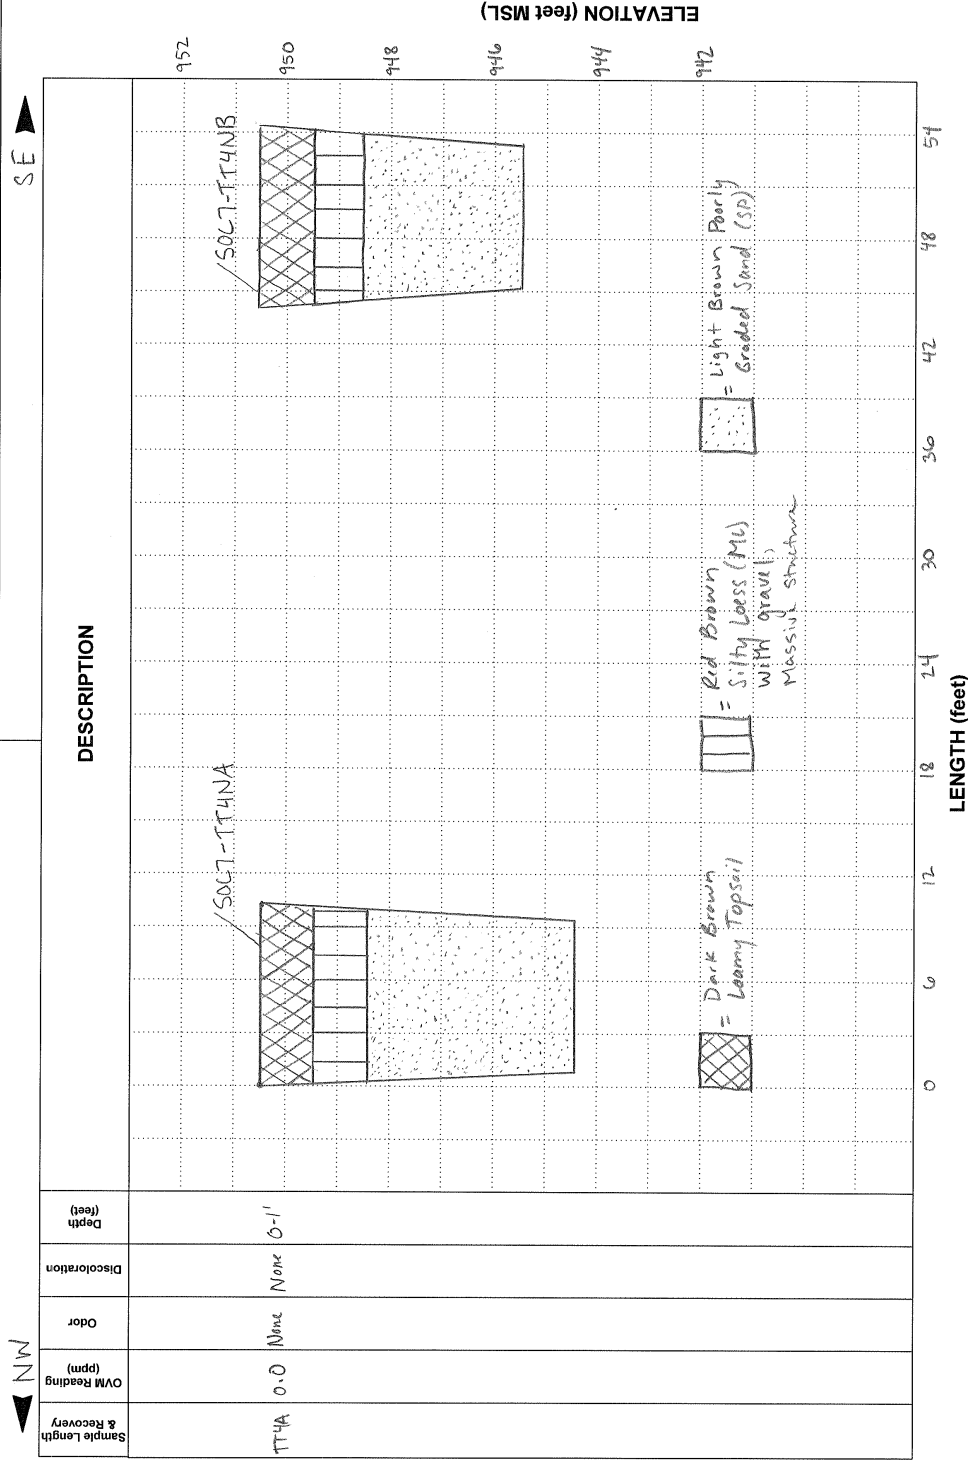 NW
SE
Sample Length
& Recovery
OVM Reading
(ppm)
Odor
Discoloration
Depth
(feet)
DESCRIPTION
ELEVATION (feet MSL)
TT4A 0.0 None None 0-1'
/SOC7-TT4NA
/SOC7-TT4NB
952
950
948
946
944
942
= Dark Brown
Loamy Topsoil
= Red Brown
Silty Loess (ML)
with gravel,
Massive structure
= Light Brown Poorly
Graded Sand (SP)
0 6 12 18 24 30 36 42 48 54
LENGTH (feet)